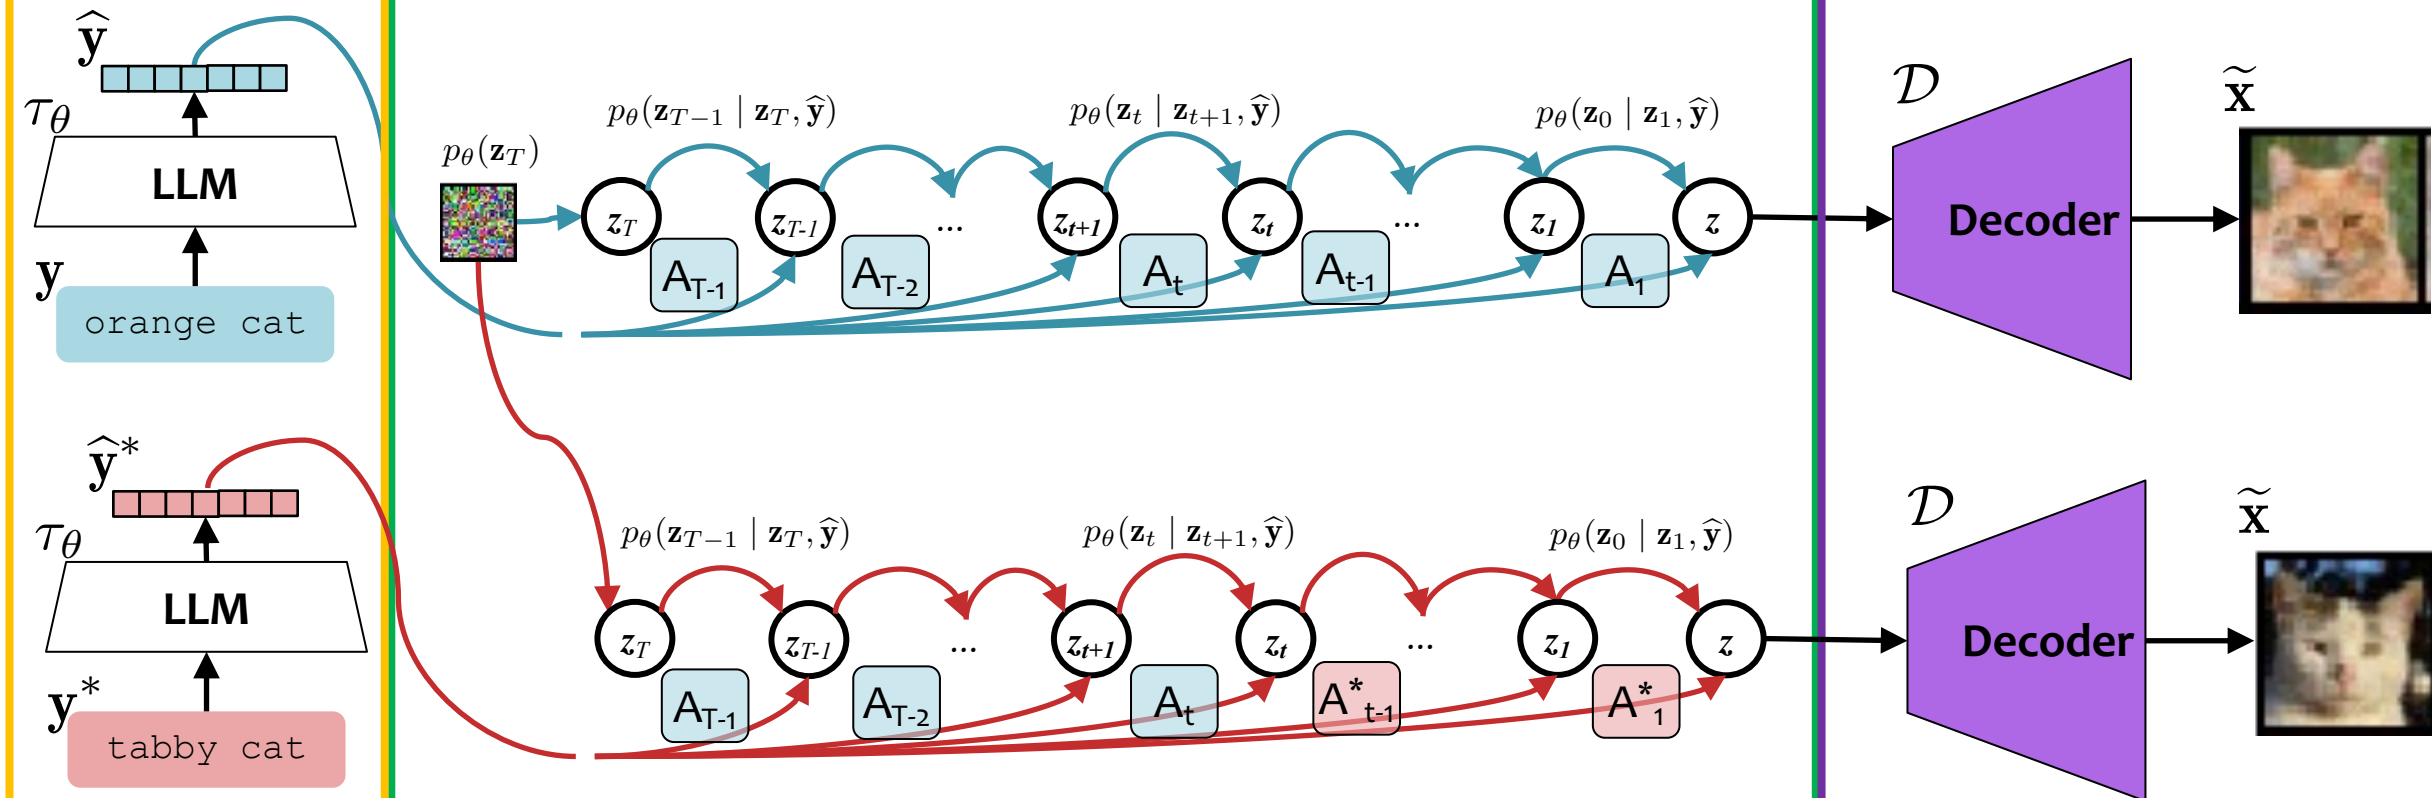 ŷ
τθ
LLM
y
orange cat
pθ(zT)
pθ(zT−1 | zT, ŷ)
pθ(zt | zt+1, ŷ)
pθ(z0 | z1, ŷ)
zT
zT-1
...
zt+1
zt
...
z1
z
AT-1
AT-2
At
At-1
A1
D
Decoder
x̃
ŷ*
τθ
LLM
y*
tabby cat
pθ(zT−1 | zT, ŷ)
pθ(zt | zt+1, ŷ)
pθ(z0 | z1, ŷ)
zT
zT-1
...
zt+1
zt
...
z1
z
AT-1
AT-2
At
A*t-1
A*1
D
Decoder
x̃